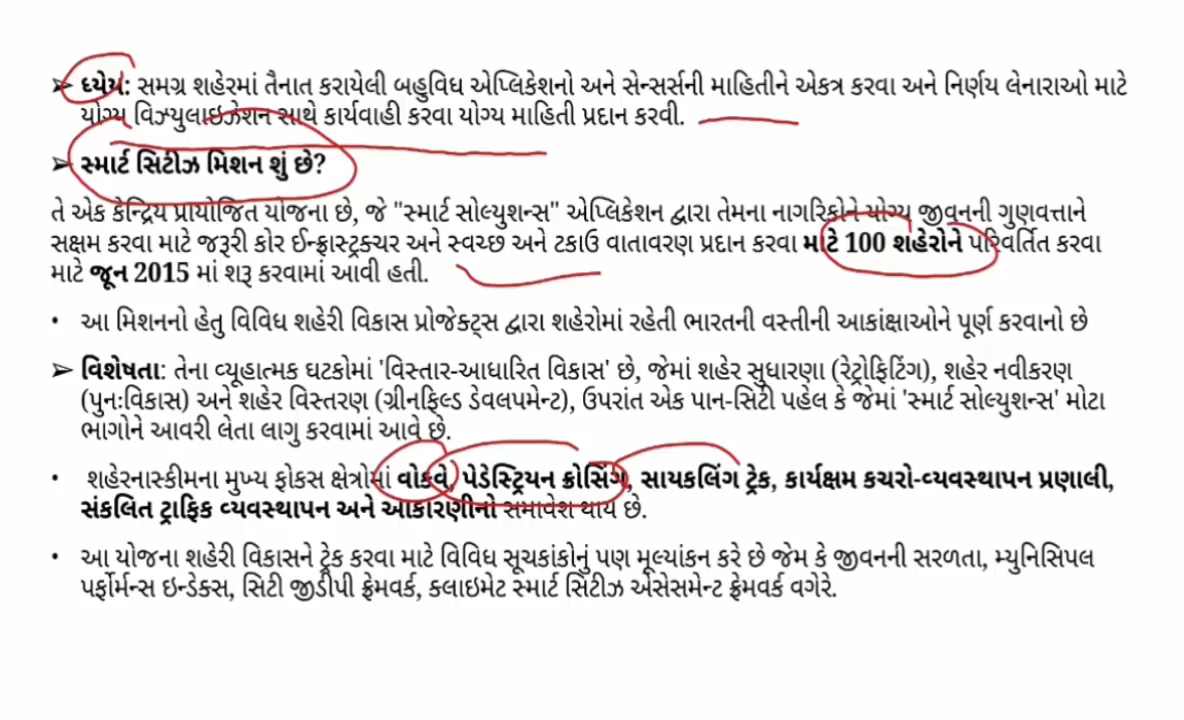 ➢ ધ્યેય: સમગ્ર શહેરમાં તૈનાત કરાયેલી બહુવિધ એપ્લિકેશનો અને સેન્સર્સની માહિતીને એકત્ર કરવા અને નિર્ણય લેનારાઓ માટે
યોગ્ય વિઝ્યુલાઇઝેશન સાથે કાર્યવાહી કરવા યોગ્ય માહિતી પ્રદાન કરવી.
➢ સ્માર્ટ સિટીઝ મિશન શું છે?
તે એક કેન્દ્રિય પ્રાયોજિત યોજના છે, જે "સ્માર્ટ સોલ્યુશન્સ" એપ્લિકેશન દ્વારા તેમના નાગરિકોને યોગ્ય જીવનની ગુણવત્તાને
સક્ષમ કરવા માટે જરૂરી કોર ઈન્ફ્રાસ્ટ્રક્ચર અને સ્વચ્છ અને ટકાઉ વાતાવરણ પ્રદાન કરવા માટે 100 શહેરોને પરિવર્તિત કરવા
માટે જૂન 2015 માં શરૂ કરવામાં આવી હતી.
• આ મિશનનો હેતુ વિવિધ શહેરી વિકાસ પ્રોજેક્ટ્સ દ્વારા શહેરોમાં રહેતી ભારતની વસ્તીની આકાંક્ષાઓને પૂર્ણ કરવાનો છે
➢ વિશેષતા: તેના વ્યૂહાત્મક ઘટકોમાં 'વિસ્તાર-આધારિત વિકાસ' છે, જેમાં શહેર સુધારણા (રેટ્રોફિટિંગ), શહેર નવીકરણ
(પુનઃવિકાસ) અને શહેર વિસ્તરણ (ગ્રીનફિલ્ડ ડેવલપમેન્ટ), ઉપરાંત એક પાન-સિટી પહેલ કે જેમાં 'સ્માર્ટ સોલ્યુશન્સ' મોટા
ભાગોને આવરી લેતા લાગુ કરવામાં આવે છે.
• શહેરનાસ્કીમના મુખ્ય ફોકસ ક્ષેત્રોમાં વોકવે, પેડેસ્ટ્રિયન ક્રોસિંગ, સાયકલિંગ ટ્રેક, કાર્યક્ષમ કચરો-વ્યવસ્થાપન પ્રણાલી,
સંકલિત ટ્રાફિક વ્યવસ્થાપન અને આકારણીનો સમાવેશ થાય છે.
• આ યોજના શહેરી વિકાસને ટ્રેક કરવા માટે વિવિધ સૂચકાંકોનું પણ મૂલ્યાંકન કરે છે જેમ કે જીવનની સરળતા, મ્યુનિસિપલ
પર્ફોર્મન્સ ઇન્ડેક્સ, સિટી જીડીપી ફ્રેમવર્ક, ક્લાઇમેટ સ્માર્ટ સિટીઝ એસેસમેન્ટ ફ્રેમવર્ક વગેરે.